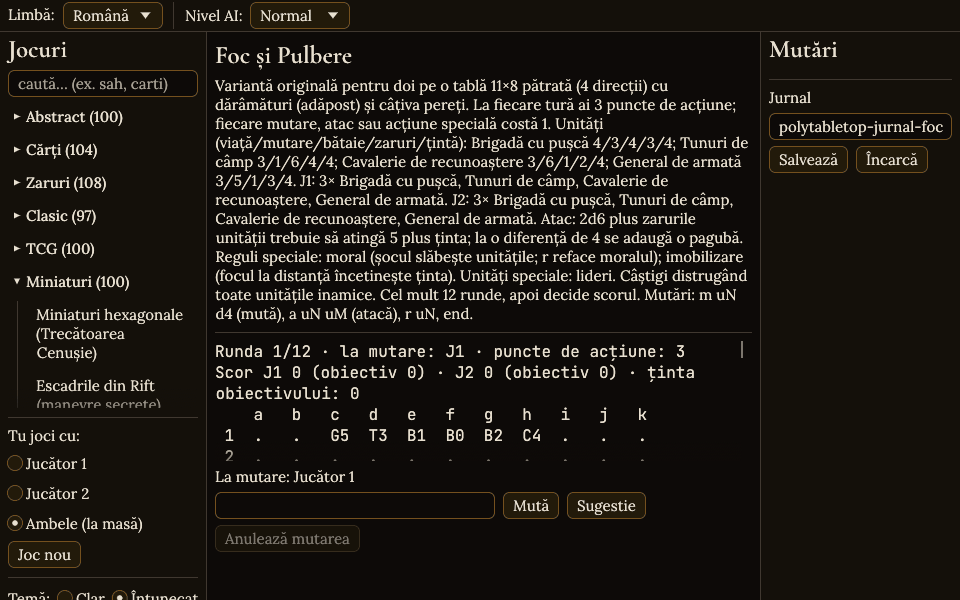 Limbă: Română ▼ Nivel AI: Normal ▼
Jocuri
caută... (ex. sah, carti)
▸ Abstract (100)
▸ Cărți (104)
▸ Zaruri (108)
▸ Clasic (97)
▸ TCG (100)
▾ Miniaturi (100)
Miniaturi hexagonale
(Trecătoarea
Cenușie)
Escadrile din Rift
(manevre secrete)
Tu joci cu:
Jucător 1
Jucător 2
Ambele (la masă)
Joc nou
Temă: Clar Întunecat
Foc și Pulbere
Variantă originală pentru doi pe o tablă 11×8 pătrată (4 direcții) cu
dărâmături (adăpost) și câțiva pereți. La fiecare tură ai 3 puncte de acțiune;
fiecare mutare, atac sau acțiune specială costă 1. Unități
(viață/mutare/bătaie/zaruri/țintă): Brigadă cu pușcă 4/3/4/3/4; Tunuri de
câmp 3/1/6/4/4; Cavalerie de recunoaștere 3/6/1/2/4; General de armată
3/5/1/3/4. J1: 3× Brigadă cu pușcă, Tunuri de câmp, Cavalerie de
recunoaștere, General de armată. J2: 3× Brigadă cu pușcă, Tunuri de câmp,
Cavalerie de recunoaștere, General de armată. Atac: 2d6 plus zarurile
unității trebuie să atingă 5 plus ținta; la o diferență de 4 se adaugă o pagubă.
Reguli speciale: moral (șocul slăbește unitățile; r reface moralul); imobilizare
(focul la distanță încetinește ținta). Unități speciale: lideri. Câștigi distrugând
toate unitățile inamice. Cel mult 12 runde, apoi decide scorul. Mutări: m uN
d4 (mută), a uN uM (atacă), r uN, end.
Runda 1/12 · la mutare: J1 · puncte de acțiune: 3
Scor J1 0 (obiectiv 0) · J2 0 (obiectiv 0) · ținta
obiectivului: 0
a b c d e f g h i j k
1 . . G5 T3 B1 B0 B2 C4 . . .
2 . . . . . . . . . . .
La mutare: Jucător 1
Mută Sugestie
Anulează mutarea
Mutări
Jurnal
polytabletop-jurnal-foc
Salvează Încarcă